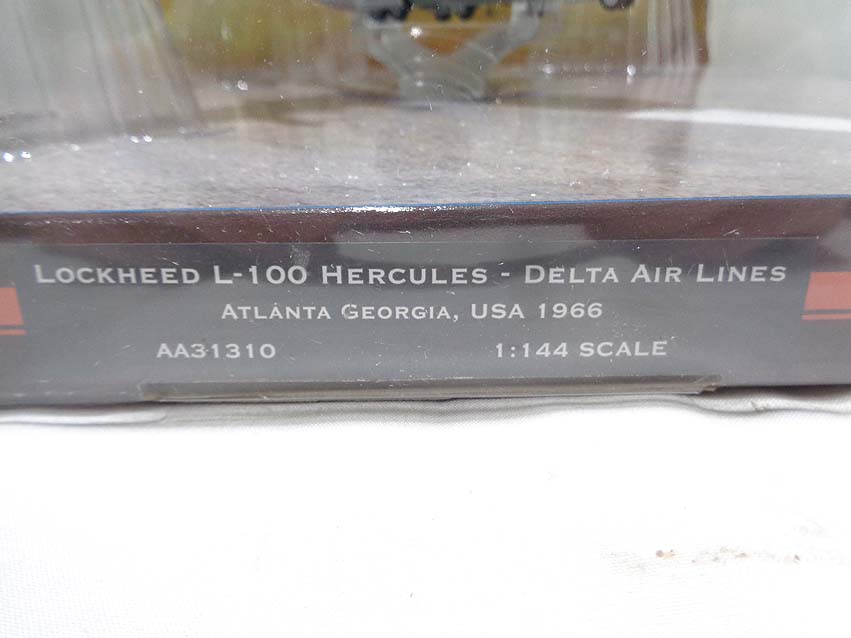 LOCKHEED L-100 HERCULES - DELTA AIR LINES
ATLANTA GEORGIA, USA 1966
AA31310 1:144 SCALE